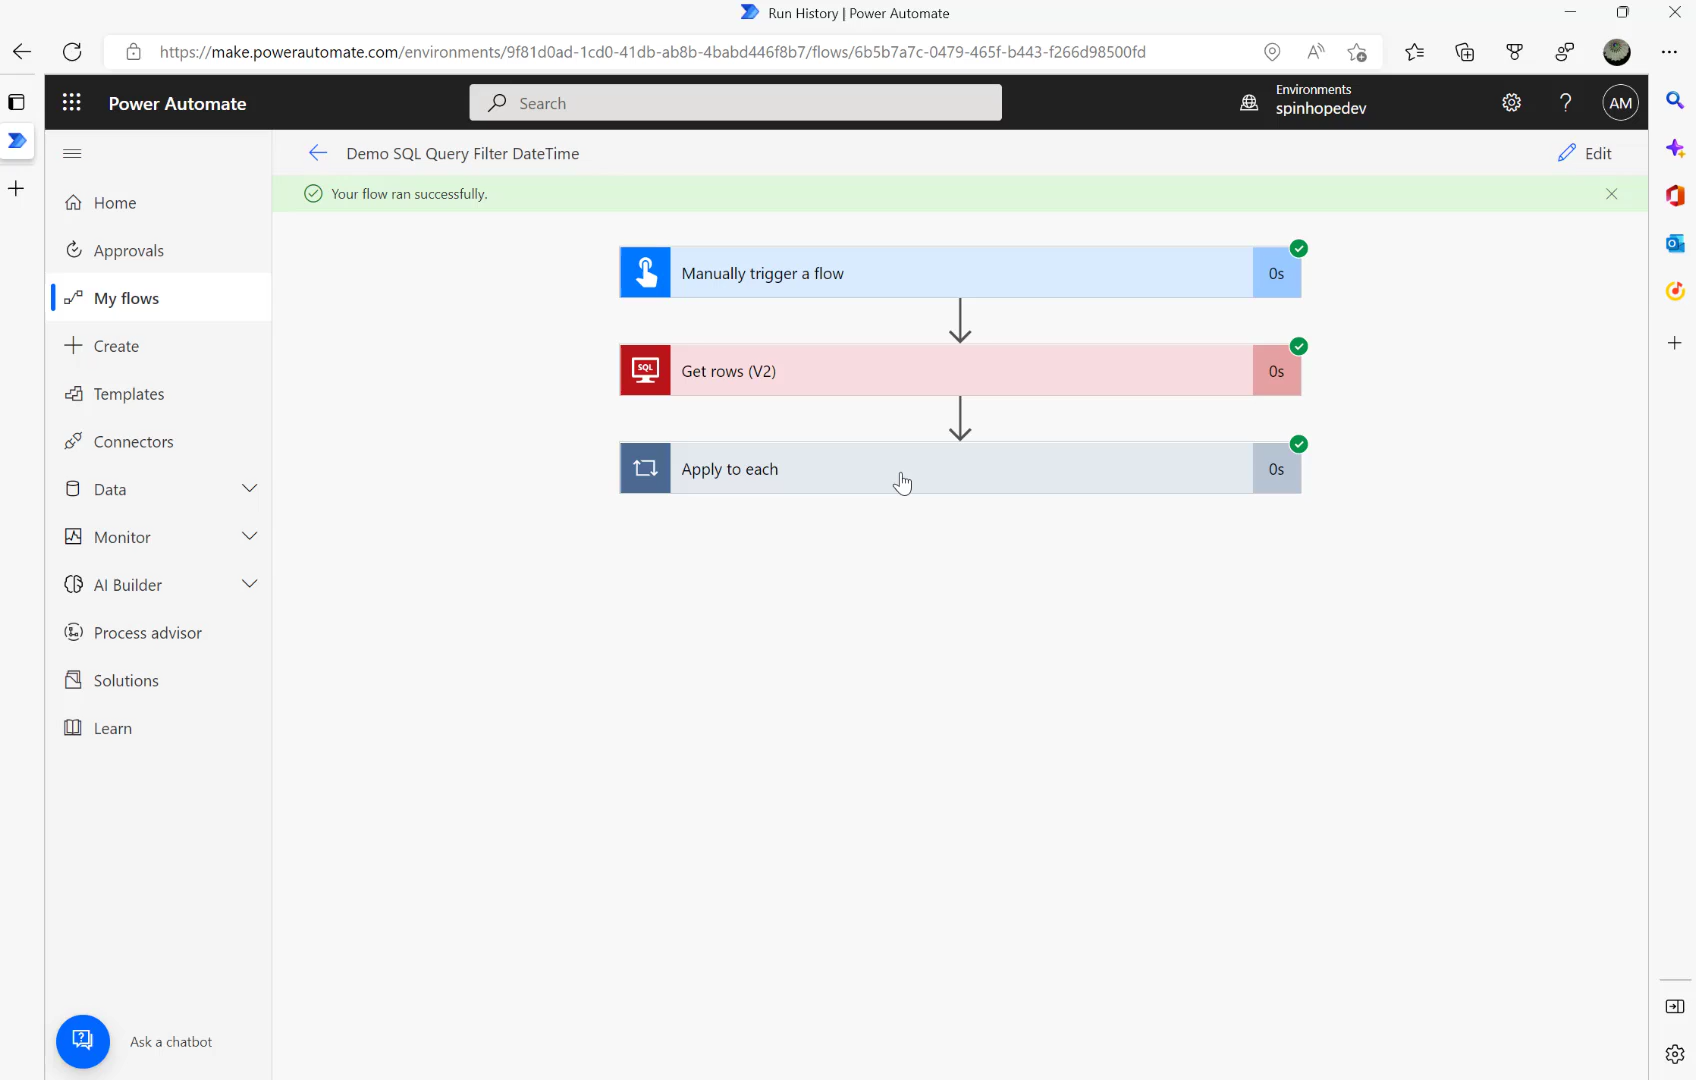 Run History | Power Automate
https://make.powerautomate.com/environments/9f81d0ad-1cd0-41db-ab8b-4babd446f8b7/flows/6b5b7a7c-0479-465f-b443-f266d98500fd
Power Automate
Search
Environments
spinhopedev
AM
Demo SQL Query Filter DateTime
Edit
Your flow ran successfully.
Home
Approvals
My flows
Create
Templates
Connectors
Data
Monitor
AI Builder
Process advisor
Solutions
Learn
Manually trigger a flow
0s
SQL
Get rows (V2)
0s
Apply to each
0s
Ask a chatbot